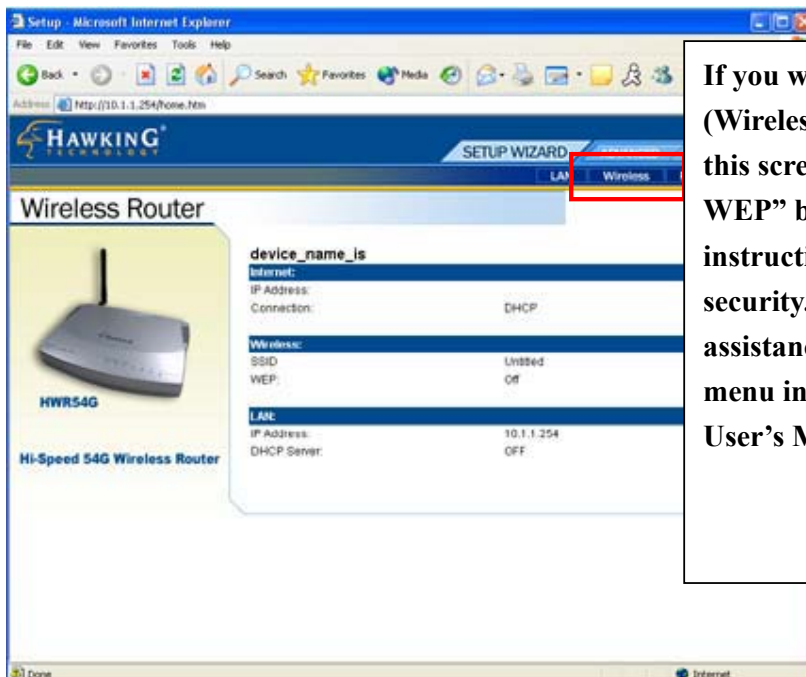 Setup - Microsoft Internet Explorer
File Edit View Favorites Tools Help
Back Search Favorites Media
Address http://10.1.1.254/home.htm
HAWKING
TECHNOLOGY
SETUP WIZARD
LAN Wireless
Wireless Router
device_name_is
Internet:
IP Address:
Connection: DHCP
Wireless:
SSID Untitled
WEP: Off
LAN:
IP Address: 10.1.1.254
DHCP Server: OFF
HWR54G
Hi-Speed 54G Wireless Router
If you w
(Wireles
this scre
WEP” b
instructi
security.
assistanc
menu in
User’s M
Done Internet